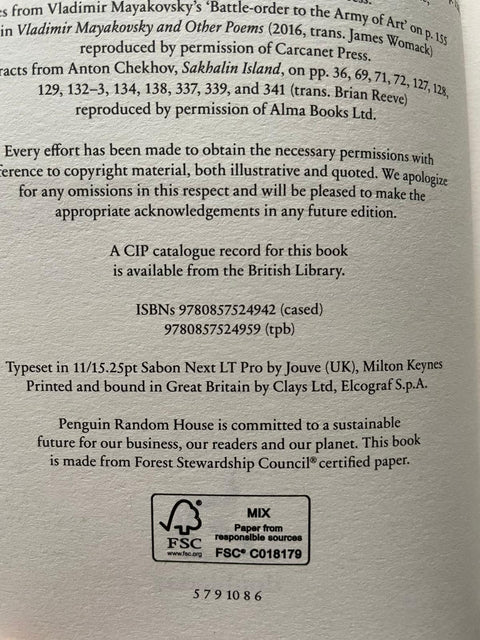 es from Vladimir Mayakovsky's 'Battle-order to the Army of Art' on p. 155
in Vladimir Mayakovsky and Other Poems (2016, trans. James Womack)
reproduced by permission of Carcanet Press.
racts from Anton Chekhov, Sakhalin Island, on pp. 36, 69, 71, 72, 127, 128,
129, 132–3, 134, 138, 337, 339, and 341 (trans. Brian Reeve)
reproduced by permission of Alma Books Ltd.
Every effort has been made to obtain the necessary permissions with
erence to copyright material, both illustrative and quoted. We apologize
for any omissions in this respect and will be pleased to make the
appropriate acknowledgements in any future edition.
A CIP catalogue record for this book
is available from the British Library.
ISBNs 9780857524942 (cased)
9780857524959 (tpb)
Typeset in 11/15.25pt Sabon Next LT Pro by Jouve (UK), Milton Keynes
Printed and bound in Great Britain by Clays Ltd, Elcograf S.p.A.
Penguin Random House is committed to a sustainable
future for our business, our readers and our planet. This book
is made from Forest Stewardship Council® certified paper.
MIX
Paper from
responsible sources
FSC® C018179
FSC
www.fsc.org
5 7 9 10 8 6